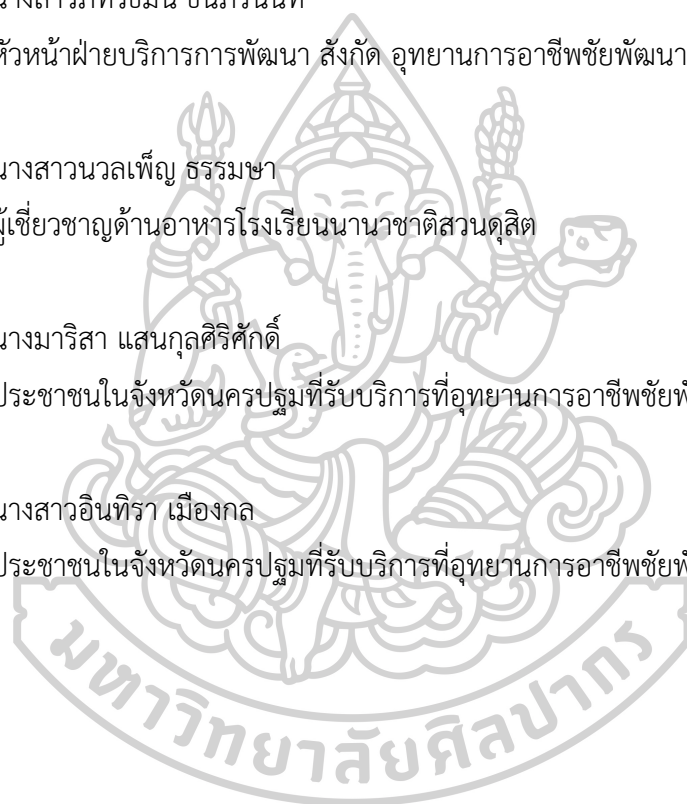 หัวหน้าฝ่ายบริการการพัฒนา สังกัด อุทยานการอาชีพชัยพัฒนา
นางสาวนวลเพ็ญ ธรรมษา
ผู้เชี่ยวชาญด้านอาหารโรงเรียนนานาชาติสวนดุสิต
นางมาริสา แสนกุลศิริศักดิ์
ประชาชนในจังหวัดนครปฐมที่รับบริการที่อุทยานการอาชีพชัยพั
นางสาวอินทิรา เมืองกล
ประชาชนในจังหวัดนครปฐมที่รับบริการที่อุทยานการอาชีพชัยพั
มหาวิทยาลัยศิลปากร